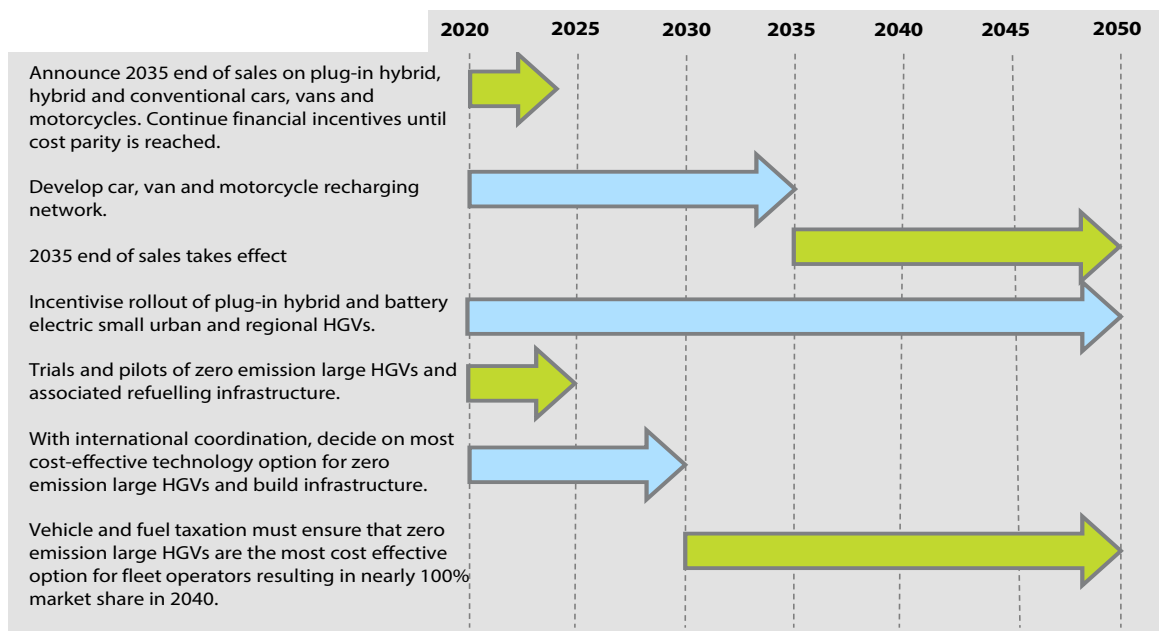 2020 2025 2030 2035 2040 2045 2050
Announce 2035 end of sales on plug-in hybrid,
hybrid and conventional cars, vans and
motorcycles. Continue financial incentives until
cost parity is reached.
Develop car, van and motorcycle recharging
network.
2035 end of sales takes effect
Incentivise rollout of plug-in hybrid and battery
electric small urban and regional HGVs.
Trials and pilots of zero emission large HGVs and
associated refuelling infrastructure.
With international coordination, decide on most
cost-effective technology option for zero
emission large HGVs and build infrastructure.
Vehicle and fuel taxation must ensure that zero
emission large HGVs are the most cost effective
option for fleet operators resulting in nearly 100%
market share in 2040.